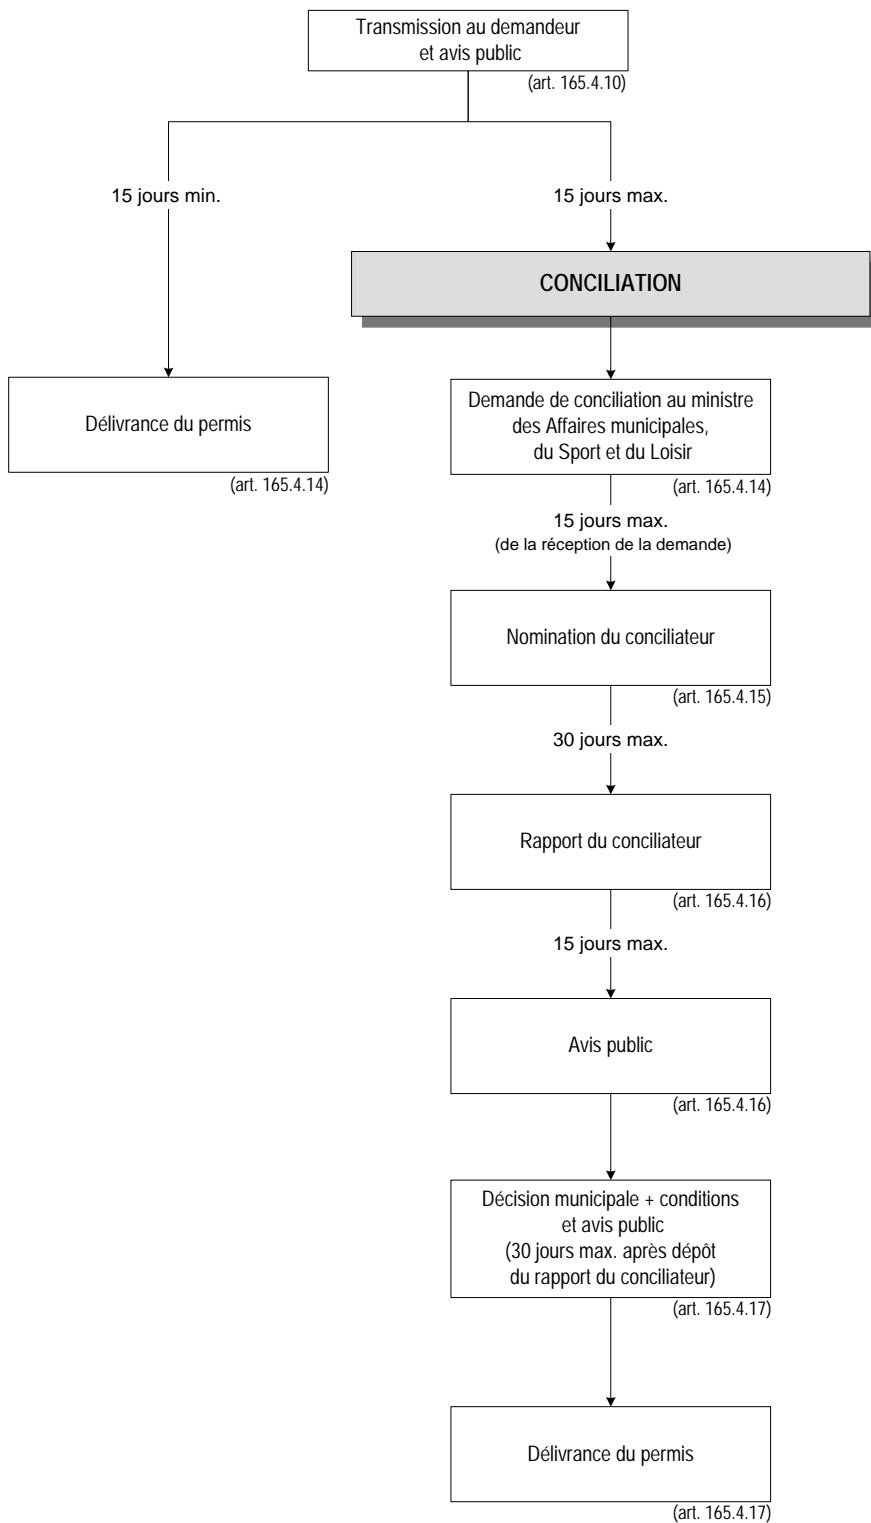 Transmission au demandeur
et avis public
(art. 165.4.10)
15 jours min.
15 jours max.
CONCILIATION
Délivrance du permis
(art. 165.4.14)
Demande de conciliation au ministre
des Affaires municipales,
du Sport et du Loisir
(art. 165.4.14)
15 jours max.
(de la réception de la demande)
Nomination du conciliateur
(art. 165.4.15)
30 jours max.
Rapport du conciliateur
(art. 165.4.16)
15 jours max.
Avis public
(art. 165.4.16)
Décision municipale + conditions
et avis public
(30 jours max. après dépôt
du rapport du conciliateur)
(art. 165.4.17)
Délivrance du permis
(art. 165.4.17)